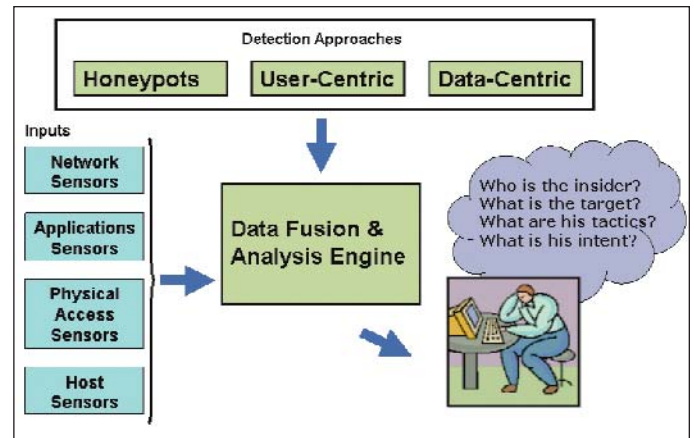 Detection Approaches
Honeypots
User-Centric
Data-Centric
Inputs
Network
Sensors
Applications
Sensors
Physical
Access
Sensors
Host
Sensors
Data Fusion &
Analysis Engine
Who is the insider?
What is the target?
What are his tactics?
What is his intent?